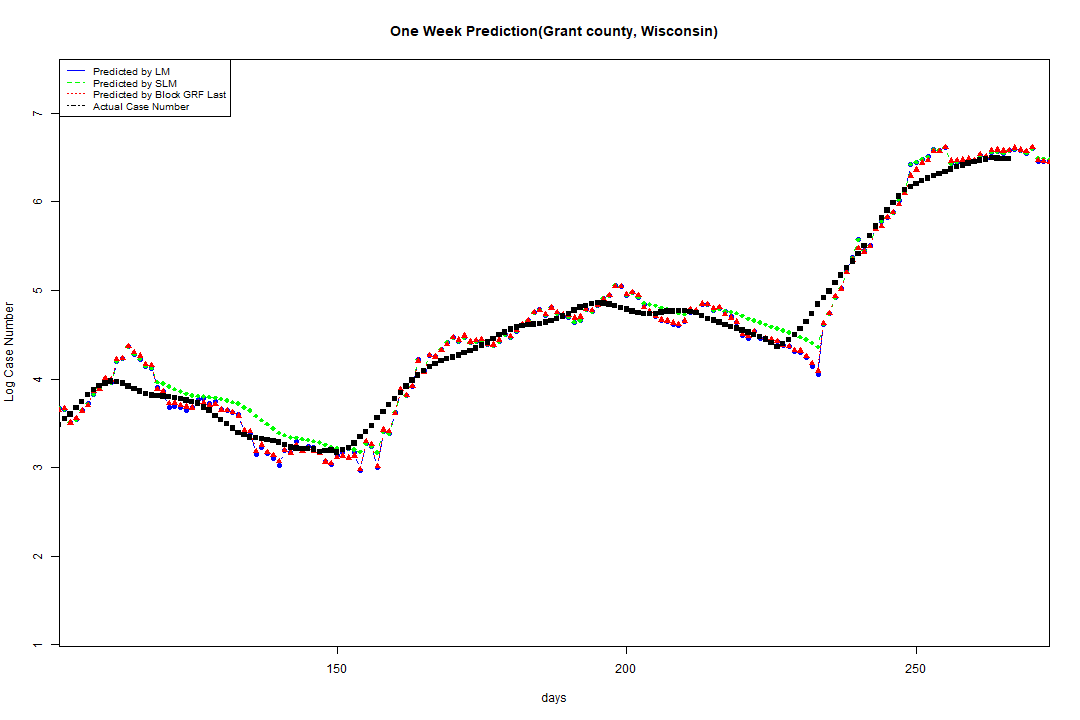 One Week Prediction(Grant county, Wisconsin)
Predicted by LM
Predicted by SLM
Predicted by Block GRF Last
Actual Case Number
7
6
5
4
3
2
1
Log Case Number
150 200 250
days